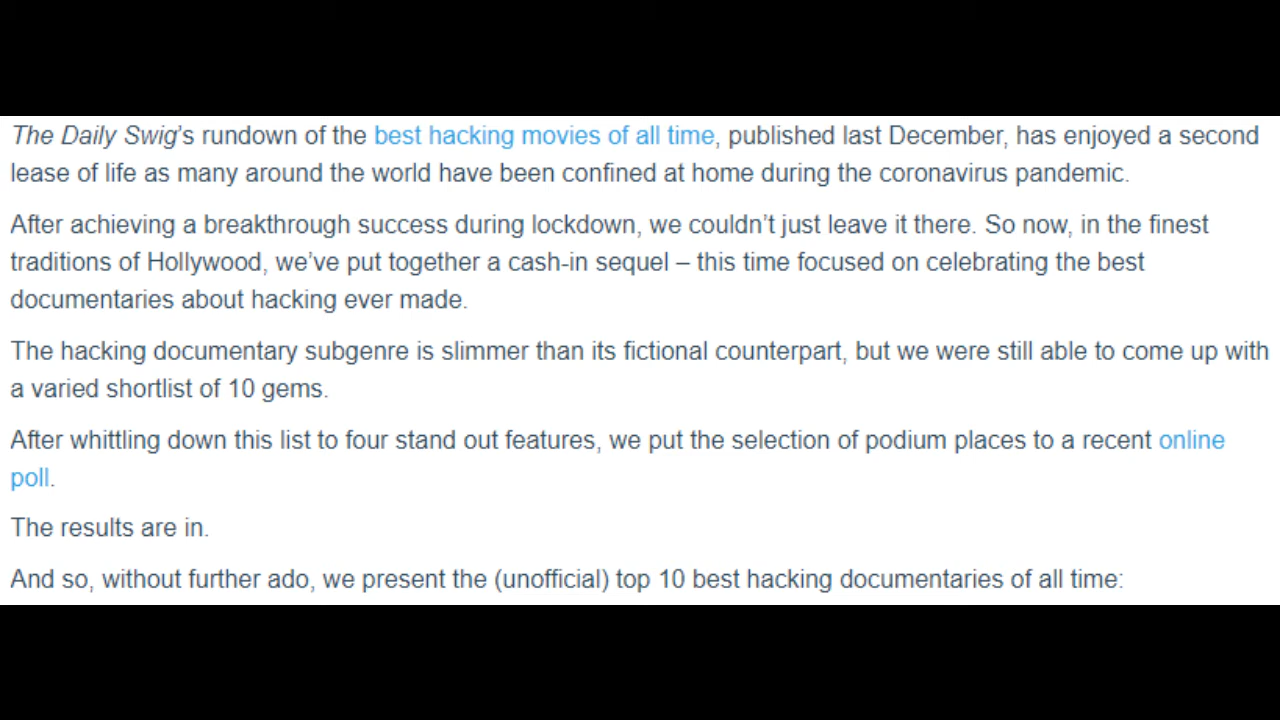 The Daily Swig’s rundown of the best hacking movies of all time, published last December, has enjoyed a second
lease of life as many around the world have been confined at home during the coronavirus pandemic.
After achieving a breakthrough success during lockdown, we couldn’t just leave it there. So now, in the finest
traditions of Hollywood, we’ve put together a cash-in sequel – this time focused on celebrating the best
documentaries about hacking ever made.
The hacking documentary subgenre is slimmer than its fictional counterpart, but we were still able to come up with
a varied shortlist of 10 gems.
After whittling down this list to four stand out features, we put the selection of podium places to a recent online
poll.
The results are in.
And so, without further ado, we present the (unofficial) top 10 best hacking documentaries of all time: